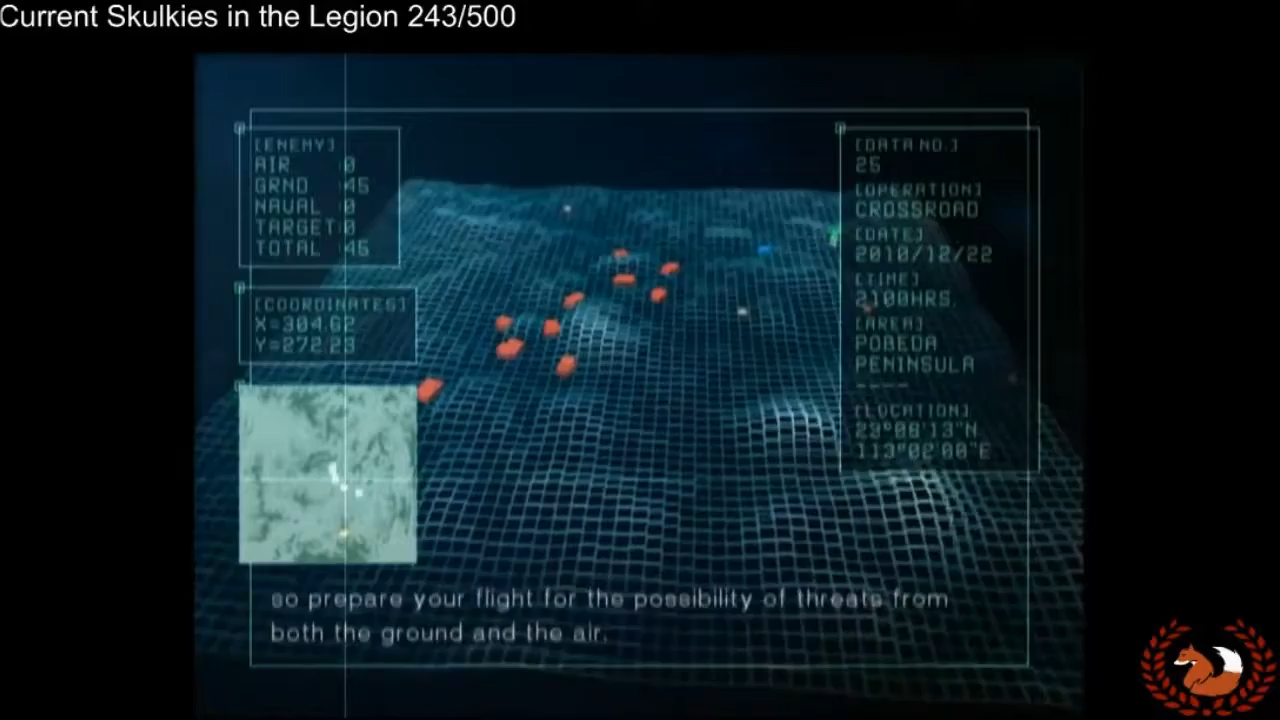 Current Skulkies in the Legion 243/500
[ENEMY]
AIR 0
GRND 45
NAVAL 0
TARGET 0
TOTAL 45
[COORDINATES]
X=304.62
Y=272.23
[DATA NO.]
25
[OPERATION]
CROSSROAD
[DATE]
2010/12/22
[TIME]
2100HRS.
[AREA]
POBEDA
PENINSULA
----
[LOCATION]
23°08'13"N
113°02'00"E
so prepare your flight for the possibility of threats from
both the ground and the air.